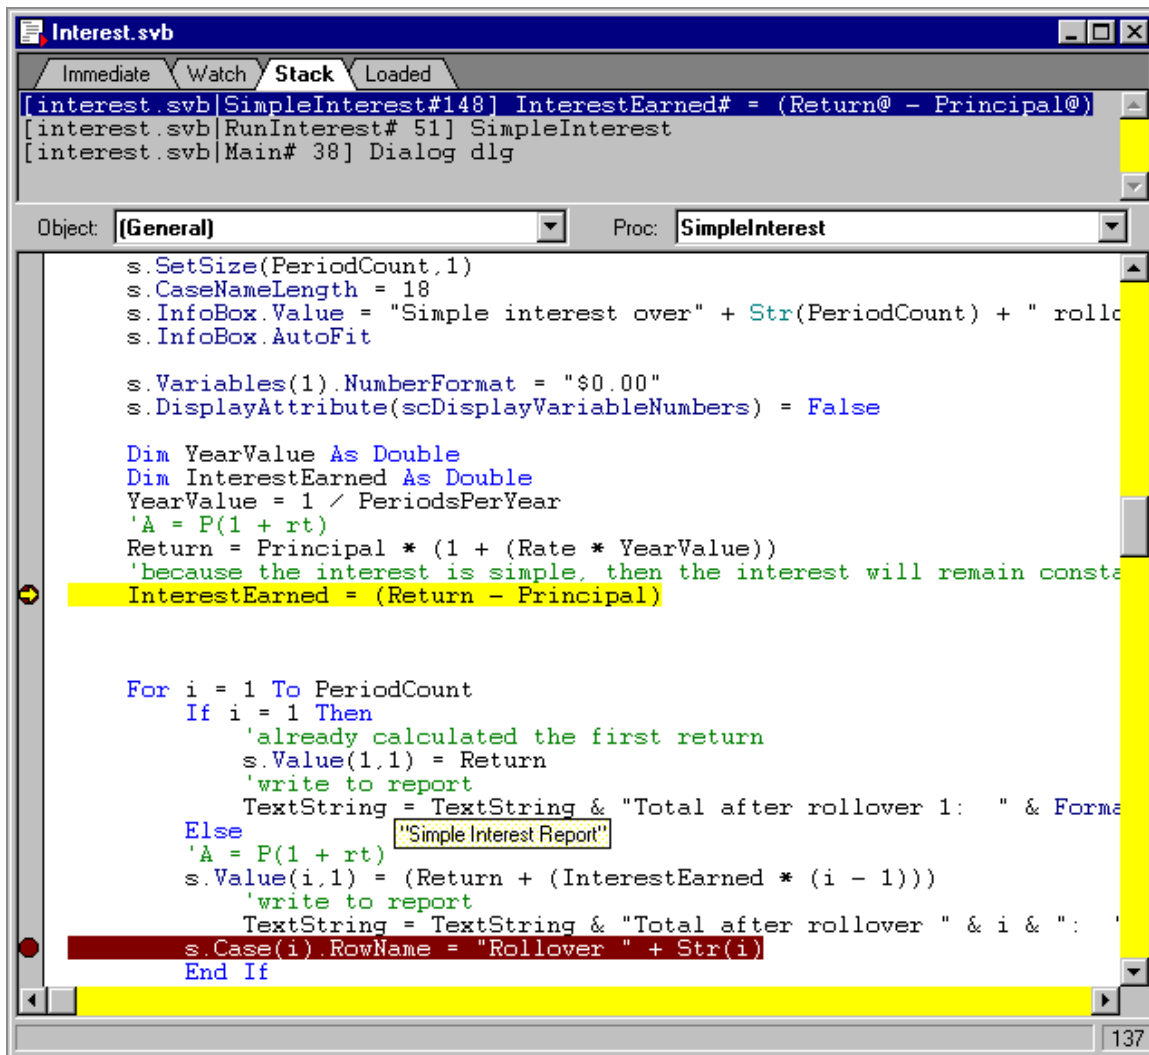 Interest.svb
Immediate Watch Stack Loaded
[interest.svb|SimpleInterest#148] InterestEarned# = (Return@ - Principal@)
[interest.svb|RunInterest# 51] SimpleInterest
[interest.svb|Main# 38] Dialog dlg
Object: (General) Proc: SimpleInterest
s.SetSize(PeriodCount,1)
s.CaseNameLength = 18
s.InfoBox.Value = "Simple interest over" + Str(PeriodCount) + " rollo
s.InfoBox.AutoFit
s.Variables(1).NumberFormat = "$0.00"
s.DisplayAttribute(scDisplayVariableNumbers) = False
Dim YearValue As Double
Dim InterestEarned As Double
YearValue = 1 / PeriodsPerYear
'A = P(1 + rt)
Return = Principal * (1 + (Rate * YearValue))
'because the interest is simple, then the interest will remain consta
InterestEarned = (Return - Principal)
For i = 1 To PeriodCount
If i = 1 Then
'already calculated the first return
s.Value(1,1) = Return
'write to report
TextString = TextString & "Total after rollover 1:  " & Forma
Else
"Simple Interest Report"
'A = P(1 + rt)
s.Value(i,1) = (Return + (InterestEarned * (i - 1)))
'write to report
TextString = TextString & "Total after rollover " & i & ":  "
s.Case(i).RowName = "Rollover " + Str(i)
End If
137